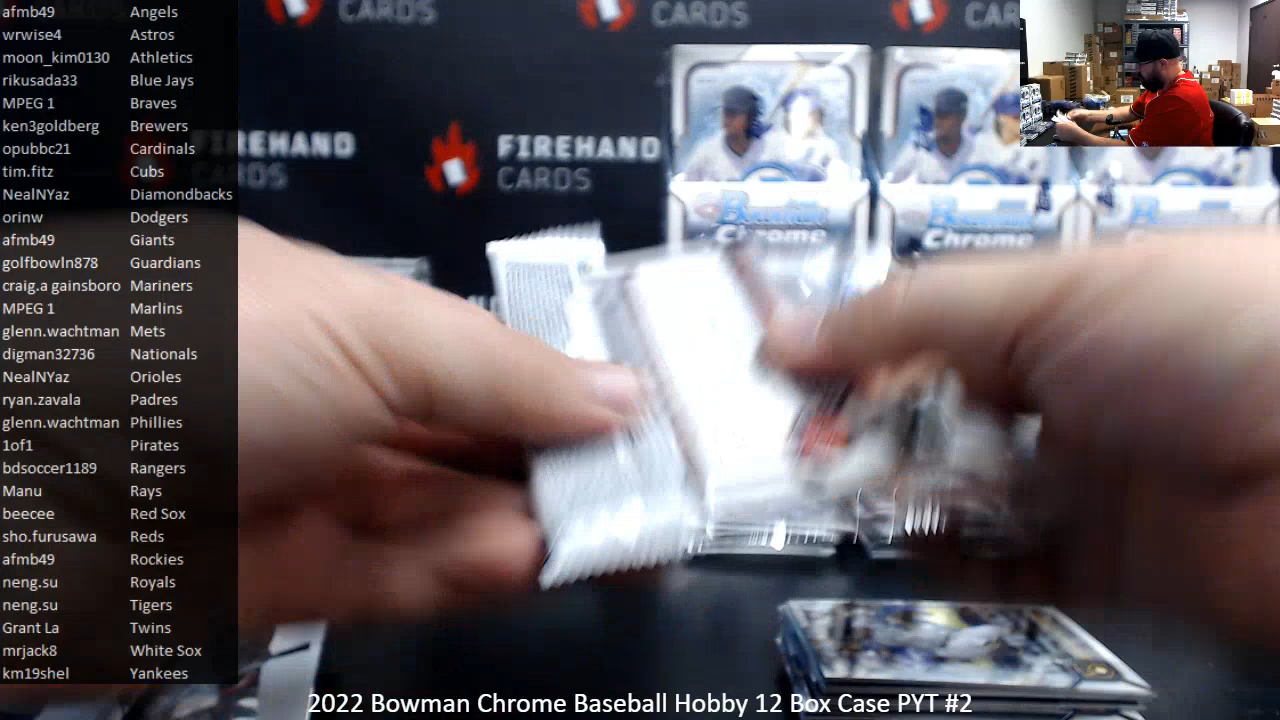 afmb49 Angels
wrwise4 Astros
moon_kim0130 Athletics
rikusada33 Blue Jays
MPEG 1 Braves
ken3goldberg Brewers
opubbc21 Cardinals
tim.fitz Cubs
NealNYaz Diamondbacks
orinw Dodgers
afmb49 Giants
golfbowln878 Guardians
craig.a gainsboro Mariners
MPEG 1 Marlins
glenn.wachtman Mets
digman32736 Nationals
NealNYaz Orioles
ryan.zavala Padres
glenn.wachtman Phillies
1of1 Pirates
bdsoccer1189 Rangers
Manu Rays
beecee Red Sox
sho.furusawa Reds
afmb49 Rockies
neng.su Royals
neng.su Tigers
Grant La Twins
mrjack8 White Sox
km19shel Yankees
CARDS
CARDS
CAR
FIREHAND
CARDS
FIREHAND
CARDS
Bowman
Chrome
Bowman
Chrome
2022 Bowman Chrome Baseball Hobby 12 Box Case PYT #2